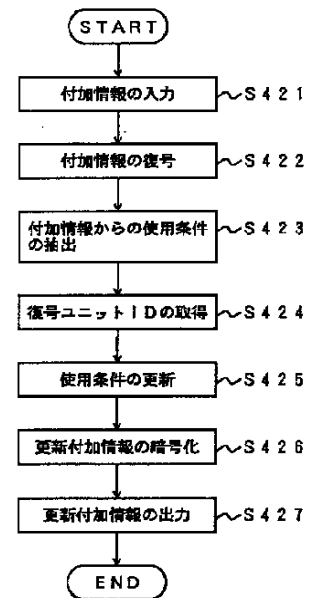 START
付加情報の入力 S421
付加情報の復号 S422
付加情報からの使用条件
の抽出 S423
復号ユニットIDの取得 S424
使用条件の更新 S425
更新付加情報の暗号化 S426
更新付加情報の出力 S427
END